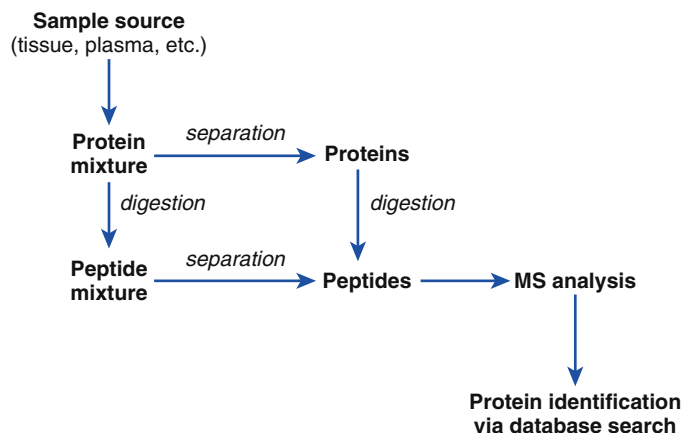 Sample source
(tissue, plasma, etc.)
separation
Protein
mixture
Proteins
digestion
digestion
separation
Peptide
mixture
Peptides
MS analysis
Protein identification
via database search